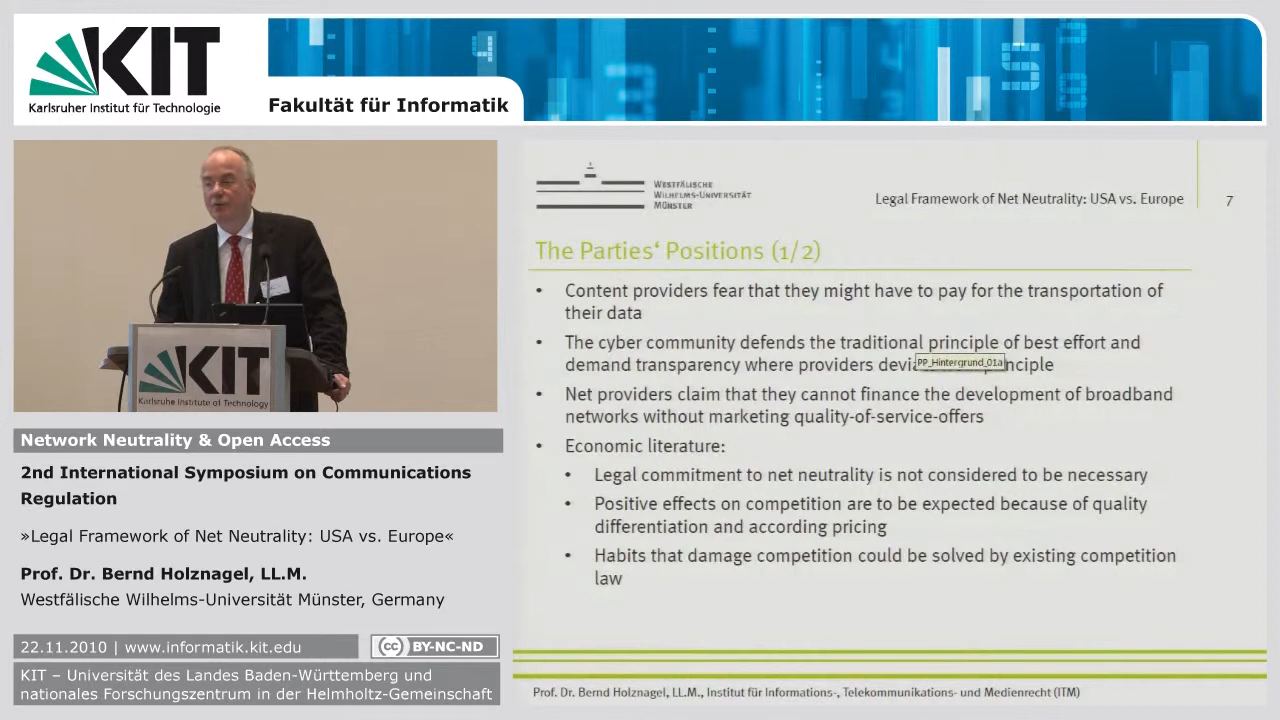 KIT
Karlsruher Institut für Technologie
Fakultät für Informatik
KIT
Karlsruhe Institute of Technology
Network Neutrality & Open Access
2nd International Symposium on Communications
Regulation
»Legal Framework of Net Neutrality: USA vs. Europe«
Prof. Dr. Bernd Holznagel, LL.M.
Westfälische Wilhelms-Universität Münster, Germany
22.11.2010 | www.informatik.kit.edu
cc BY-NC-ND
KIT – Universität des Landes Baden-Württemberg und
nationales Forschungszentrum in der Helmholtz-Gemeinschaft
Westfälische
Wilhelms-Universität
Münster
Legal Framework of Net Neutrality: USA vs. Europe
7
The Parties‘ Positions (1/2)
• Content providers fear that they might have to pay for the transportation of
their data
• The cyber community defends the traditional principle of best effort and
demand transparency where providers devia
PP_Hintergrund_01a
nciple
• Net providers claim that they cannot finance the development of broadband
networks without marketing quality-of-service-offers
• Economic literature:
• Legal commitment to net neutrality is not considered to be necessary
• Positive effects on competition are to be expected because of quality
differentiation and according pricing
• Habits that damage competition could be solved by existing competition
law
Prof. Dr. Bernd Holznagel, LL.M., Institut für Informations-, Telekommunikations- und Medienrecht (ITM)